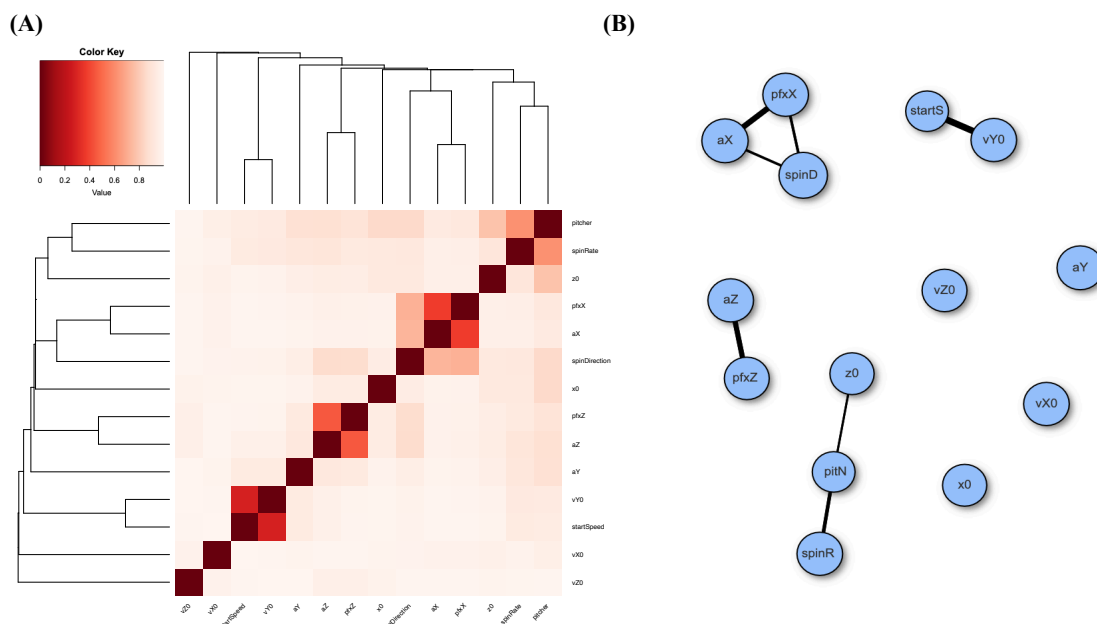 (A)
(B)
Color Key
0 0.2 0.4 0.6 0.8
Value
pitcher
spinRate
z0
pfxX
aX
spinDirection
x0
pfxZ
aZ
aY
vY0
startSpeed
vX0
vZ0
vZ0 vX0 startSpeed vY0 aY aZ pfxZ x0 spinDirection aX pfxX z0 spinRate pitcher
pfxX
aX
spinD
startS
vY0
aY
aZ
vZ0
pfxZ
z0
vX0
pitN
x0
spinR